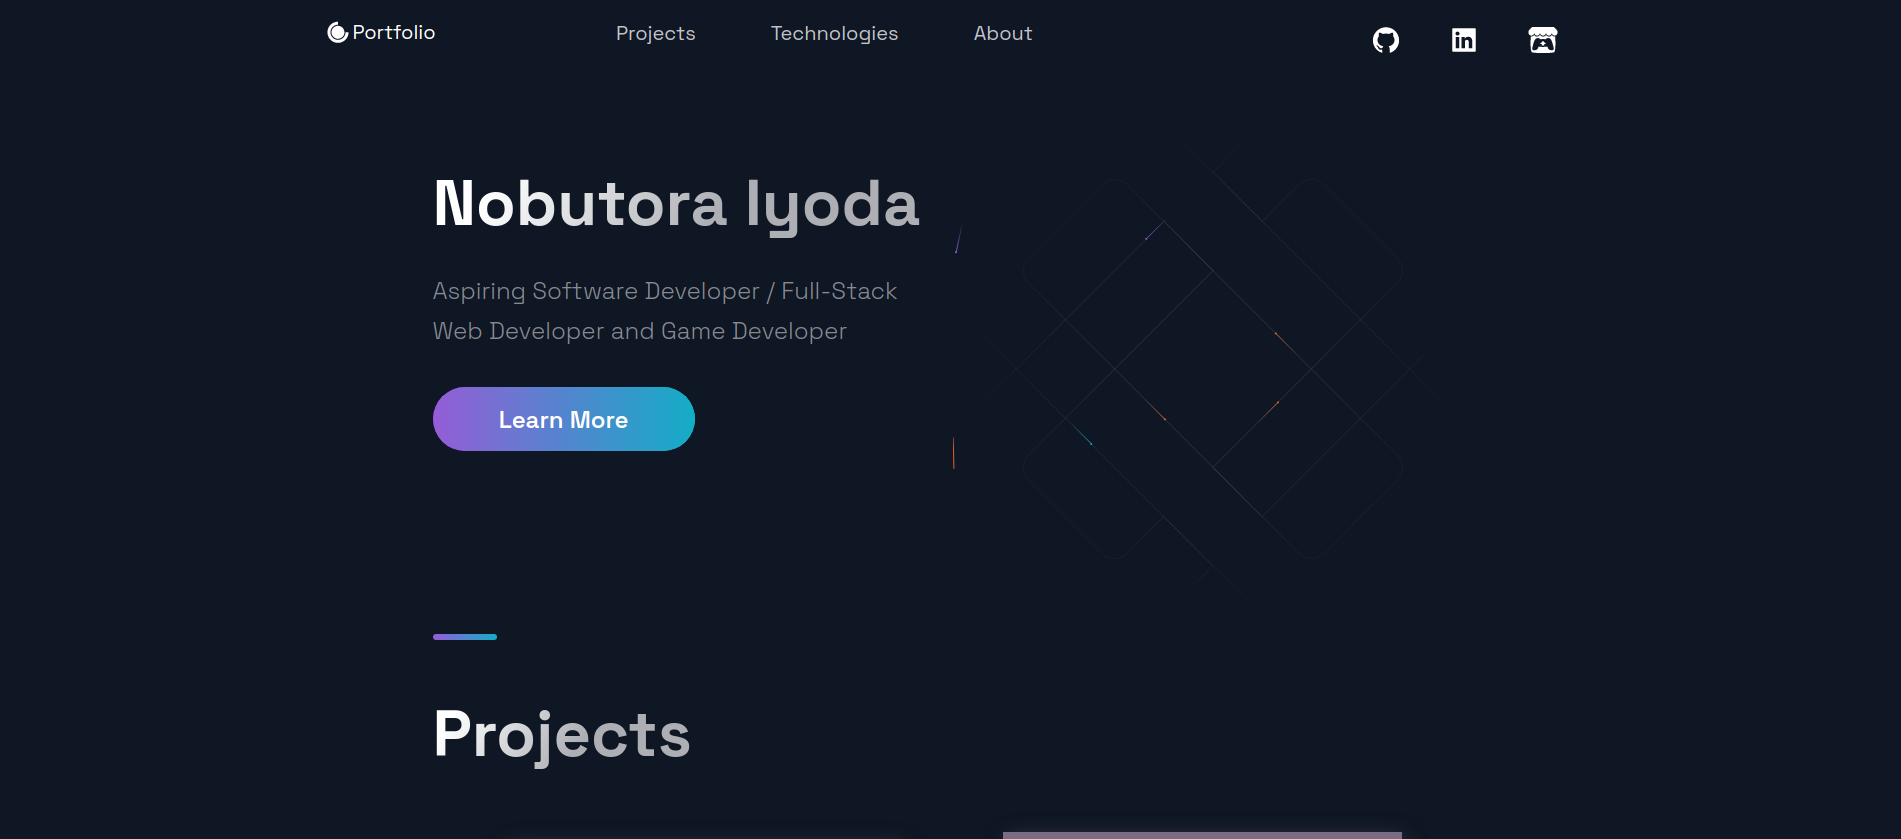 Portfolio
Projects
Technologies
About
Nobutora Iyoda
Aspiring Software Developer / Full-Stack
Web Developer and Game Developer
Learn More
Projects